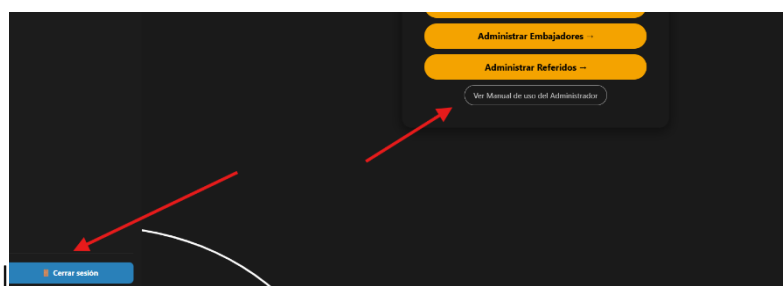 Administrar Embajadores →
Administrar Referidos →
Ver Manual de uso del Administrador
Cerrar sesión